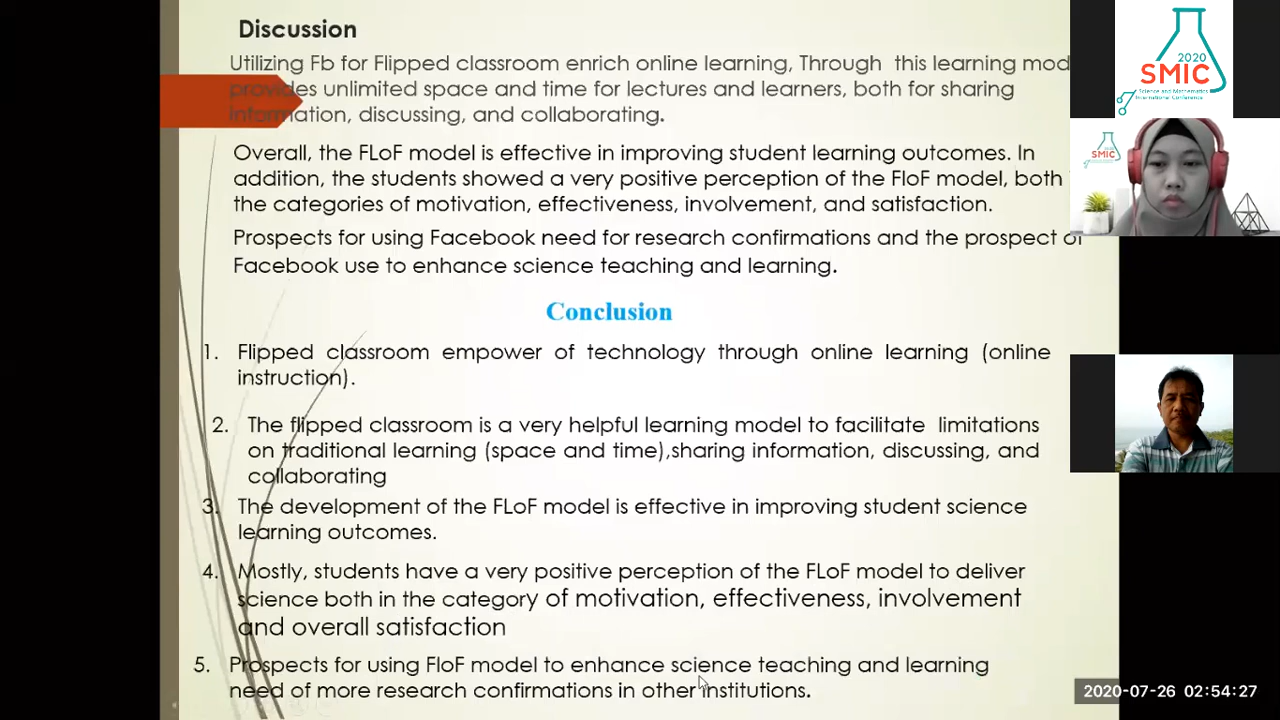 Discussion
Utilizing Fb for Flipped classroom enrich online learning, Through this learning mod
provides unlimited space and time for lectures and learners, both for sharing
information, discussing, and collaborating.
Overall, the FLoF model is effective in improving student learning outcomes. In
addition, the students showed a very positive perception of the FloF model, both
the categories of motivation, effectiveness, involvement, and satisfaction.
Prospects for using Facebook need for research confirmations and the prospect of
Facebook use to enhance science teaching and learning.
Conclusion
1. Flipped classroom empower of technology through online learning (online
instruction).
2. The flipped classroom is a very helpful learning model to facilitate limitations
on traditional learning (space and time),sharing information, discussing, and
collaborating
3. The development of the FLoF model is effective in improving student science
learning outcomes.
4. Mostly, students have a very positive perception of the FLoF model to deliver
science both in the category of motivation, effectiveness, involvement
and overall satisfaction
5. Prospects for using FloF model to enhance science teaching and learning
need of more research confirmations in other institutions.
2020
SMIC
Science and Mathematics
International Conference
SMIC
2020-07-26 02:54:27